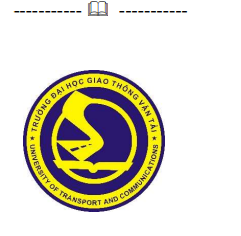 TRƯỜNG ĐẠI HỌC GIAO THÔNG VẬN TẢI
UNIVERSITY OF TRANSPORT AND COMMUNICATIONS